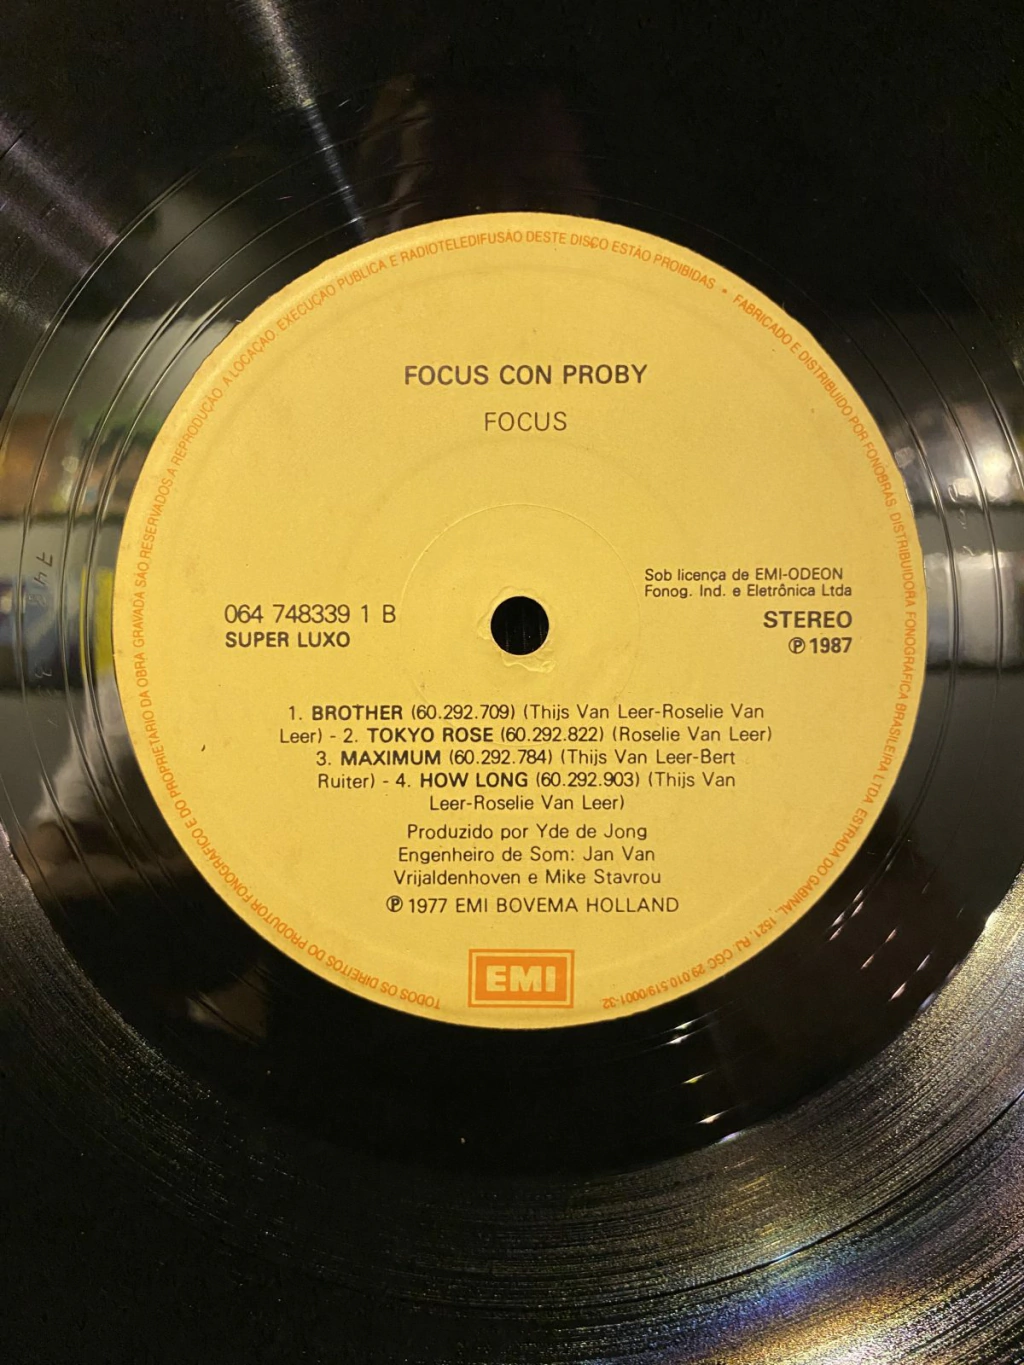 TODOS OS DIREITOS DO PRODUTOR FONOGRÁFICO E DO PROPRIETÁRIO DA OBRA GRAVADA SÃO RESERVADOS A REPRODUÇÃO A LOCAÇÃO, EXECUÇÃO PÚBLICA E RADIOTELEDIFUSÃO DESTE DISCO ESTÃO PROIBIDAS • FABRICADO E DISTRIBUIDO POR FONOBRAS DISTRIBUIDORA FONOGRÁFICA BRASILEIRA LTDA. ESTRADA DO GABINAL, 1521, RJ. CGC 29.010.519/0001-32
FOCUS CON PROBY
FOCUS
Sob licença de EMI-ODEON
Fonog. Ind. e Eletrônica Ltda
064 748339 1 B
STEREO
SUPER LUXO
℗ 1987
1. BROTHER (60.292.709) (Thijs Van Leer-Roselie Van
Leer) - 2. TOKYO ROSE (60.292.822) (Roselie Van Leer)
3. MAXIMUM (60.292.784) (Thijs Van Leer-Bert
Ruiter) - 4. HOW LONG (60.292.903) (Thijs Van
Leer-Roselie Van Leer)
Produzido por Yde de Jong
Engenheiro de Som: Jan Van
Vrijaldenhoven e Mike Stavrou
℗ 1977 EMI BOVEMA HOLLAND
EMI